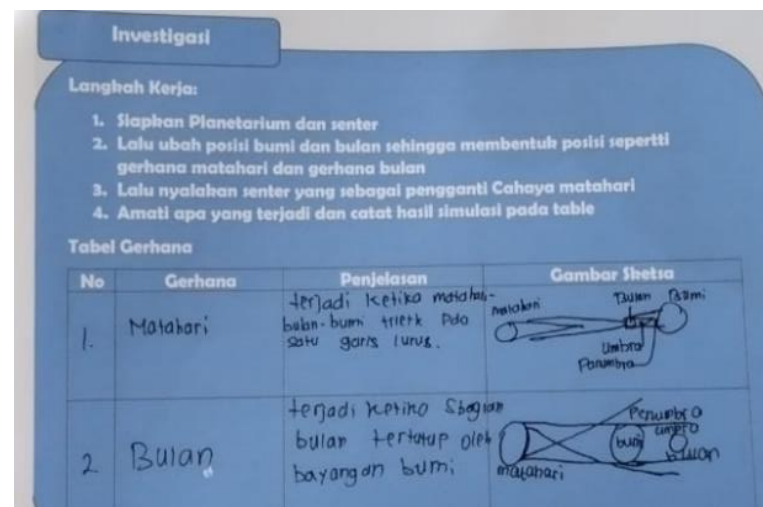 Investigasi
Langkah Kerja:
1. Siapkan Planetarium dan senter
2. Lalu ubah posisi bumi dan bulan sehingga membentuk posisi sepertti
gerhana matahari dan gerhana bulan
3. Lalu nyalakan senter yang sebagai pengganti Cahaya matahari
4. Amati apa yang terjadi dan catat hasil simulasi pada table
Tabel Gerhana
No Gerhana Penjelasan Gambar Sketsa
1. Matahari
terjadi ketika matahari-
bulan-bumi
satu garis lurus.
matahari Bulan Bumi
Umbra
Panumbra
2 Bulan
terjadi ketika Sbagian
bulan tertutup oleh
bayangan bumi
matahari bumi
Penumbra
umbra
bulan